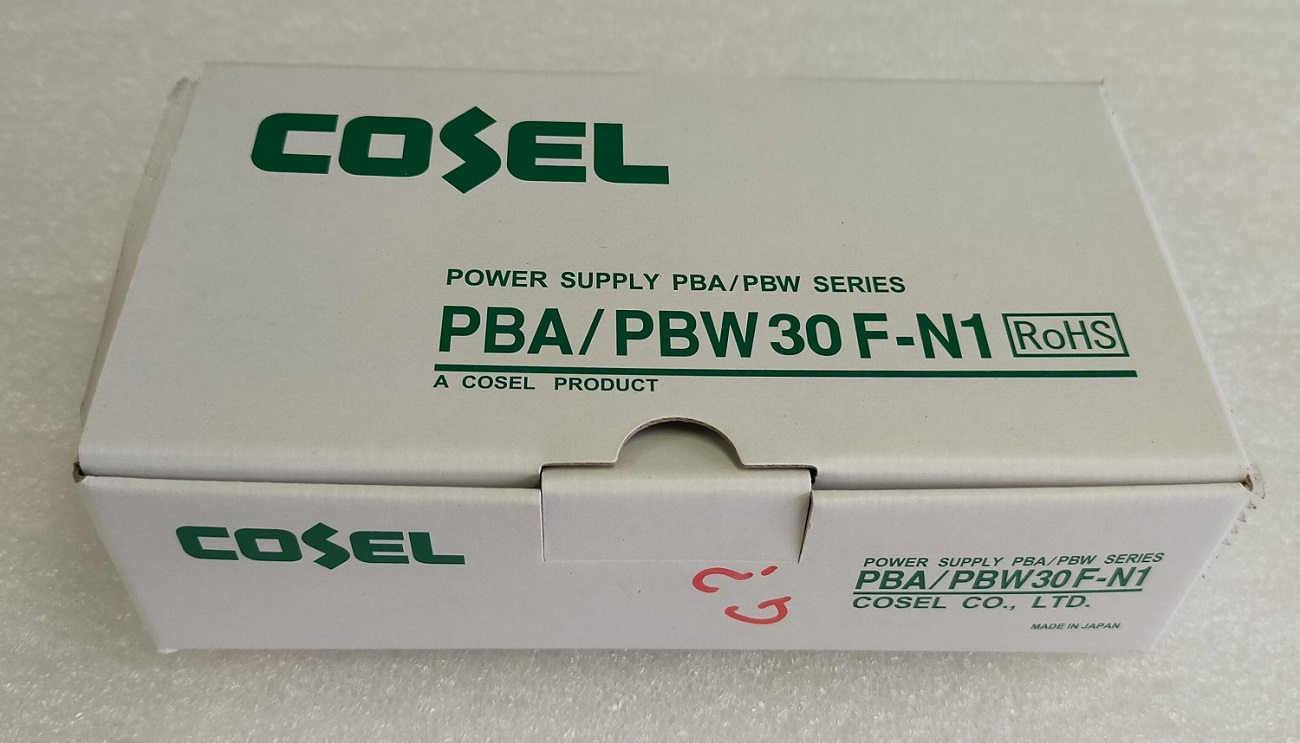 COSEL
POWER SUPPLY PBA/PBW SERIES
PBA/PBW30F-N1 RoHS
A COSEL PRODUCT
COSEL
POWER SUPPLY PBA/PBW SERIES
PBA/PBW30F-N1
COSEL CO., LTD.
MADE IN JAPAN